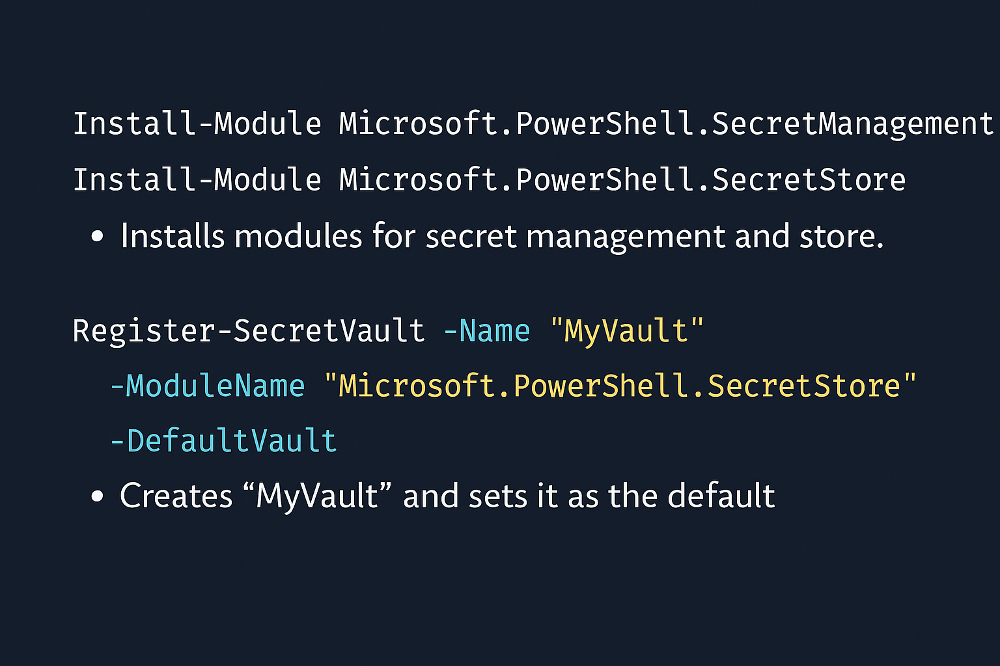 Install-Module Microsoft.PowerShell.SecretManagement
Install-Module Microsoft.PowerShell.SecretStore
• Installs modules for secret management and store.
Register-SecretVault -Name "MyVault"
-ModuleName "Microsoft.PowerShell.SecretStore"
-DefaultVault
• Creates “MyVault” and sets it as the default